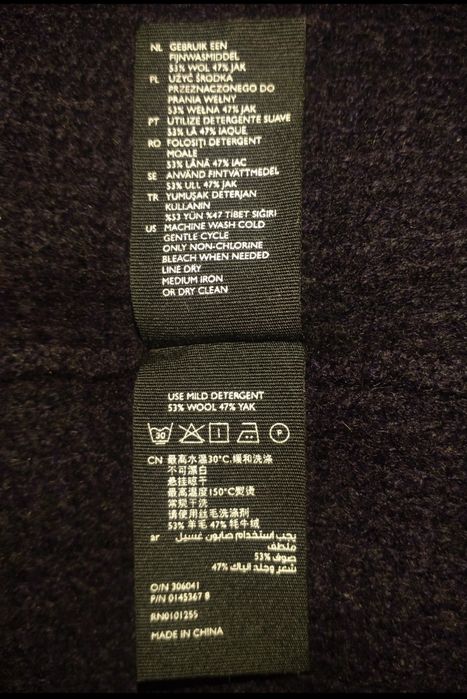 NL GEBRUIK EEN
FIJNWASMIDDEL
53% WOL 47% JAK
PL UŻYĆ ŚRODKA
PRZEZNACZONEGO DO
PRANIA WEŁNY
53% WEŁNA 47% JAK
PT UTILIZE DETERGENTE SUAVE
53% LÃ 47% IAQUE
RO FOLOSIŢI DETERGENT
MOALE
53% LÂNĂ 47% IAC
SE ANVÄND FINTVÄTTMEDEL
53% ULL 47% JAK
TR YUMUŞAK DETERJAN
KULLANIN
%53 YÜN %47 TİBET SIĞIRI
US MACHINE WASH COLD
GENTLE CYCLE
ONLY NON-CHLORINE
BLEACH WHEN NEEDED
LINE DRY
MEDIUM IRON
OR DRY CLEAN
USE MILD DETERGENT
53% WOOL 47% YAK
30 P
CN 最高水温30°C,缓和洗涤
不可漂白
悬挂晾干
最高温度150°C熨烫
常规干洗
请使用丝毛洗涤剂
53% 羊毛 47% 牦牛绒
ar يجب استخدام صابون غسيل
ملطف
53% صوف
47% شعر وجلد الياك
O/N 306041
P/N 0145367 B
RN0101255
MADE IN CHINA